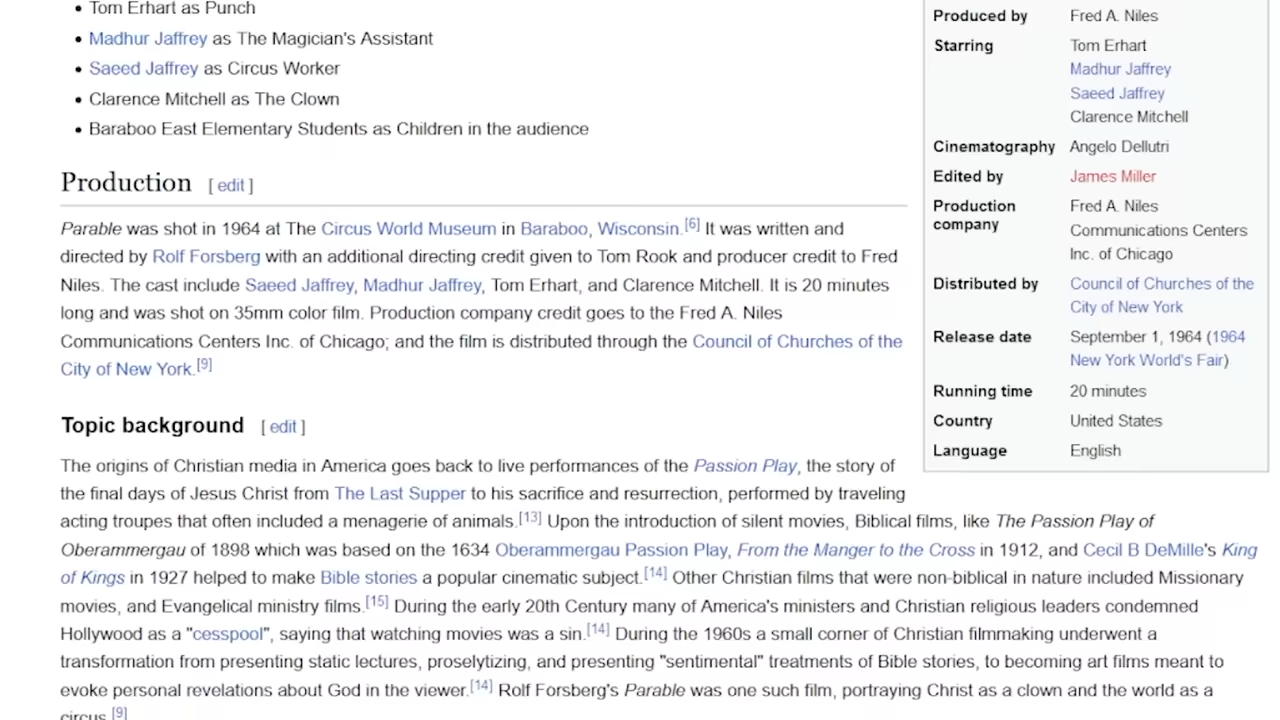 • Tom Erhart as Punch
• Madhur Jaffrey as The Magician's Assistant
• Saeed Jaffrey as Circus Worker
• Clarence Mitchell as The Clown
• Baraboo East Elementary Students as Children in the audience
Production [ edit ]
Parable was shot in 1964 at The Circus World Museum in Baraboo, Wisconsin.[6] It was written and
directed by Rolf Forsberg with an additional directing credit given to Tom Rook and producer credit to Fred
Niles. The cast include Saeed Jaffrey, Madhur Jaffrey, Tom Erhart, and Clarence Mitchell. It is 20 minutes
long and was shot on 35mm color film. Production company credit goes to the Fred A. Niles
Communications Centers Inc. of Chicago; and the film is distributed through the Council of Churches of the
City of New York.[9]
Topic background [ edit ]
The origins of Christian media in America goes back to live performances of the Passion Play, the story of
the final days of Jesus Christ from The Last Supper to his sacrifice and resurrection, performed by traveling
acting troupes that often included a menagerie of animals.[13] Upon the introduction of silent movies, Biblical films, like The Passion Play of
Oberammergau of 1898 which was based on the 1634 Oberammergau Passion Play, From the Manger to the Cross in 1912, and Cecil B DeMille's King
of Kings in 1927 helped to make Bible stories a popular cinematic subject.[14] Other Christian films that were non-biblical in nature included Missionary
movies, and Evangelical ministry films.[15] During the early 20th Century many of America's ministers and Christian religious leaders condemned
Hollywood as a "cesspool", saying that watching movies was a sin.[14] During the 1960s a small corner of Christian filmmaking underwent a
transformation from presenting static lectures, proselytizing, and presenting "sentimental" treatments of Bible stories, to becoming art films meant to
evoke personal revelations about God in the viewer.[14] Rolf Forsberg's Parable was one such film, portraying Christ as a clown and the world as a
circus.[9]
Produced by Fred A. Niles
Starring Tom Erhart
Madhur Jaffrey
Saeed Jaffrey
Clarence Mitchell
Cinematography Angelo Dellutri
Edited by James Miller
Production Fred A. Niles
company Communications Centers
Inc. of Chicago
Distributed by Council of Churches of the
City of New York
Release date September 1, 1964 (1964
New York World's Fair)
Running time 20 minutes
Country United States
Language English